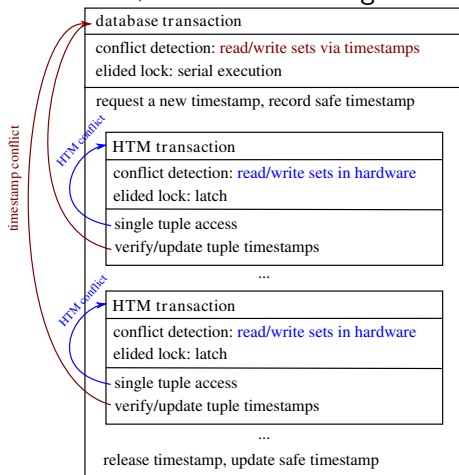 database transaction
conflict detection: read/write sets via timestamps
elided lock: serial execution
request a new timestamp, record safe timestamp
HTM conflict
HTM transaction
conflict detection: read/write sets in hardware
elided lock: latch
single tuple access
verify/update tuple timestamps
...
timestamp conflict
HTM conflict
HTM transaction
conflict detection: read/write sets in hardware
elided lock: latch
single tuple access
verify/update tuple timestamps
...
release timestamp, update safe timestamp